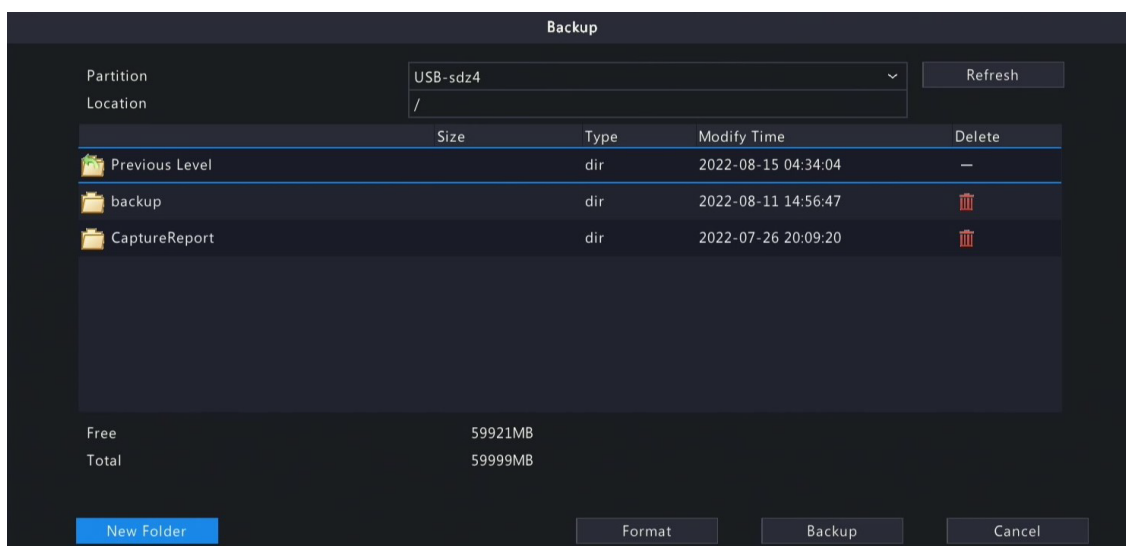 Backup
Partition USB-sdz4 Refresh
Location /
Size Type Modify Time Delete
Previous Level dir 2022-08-15 04:34:04 —
backup dir 2022-08-11 14:56:47
CaptureReport dir 2022-07-26 20:09:20
Free 59921MB
Total 59999MB
New Folder Format Backup Cancel